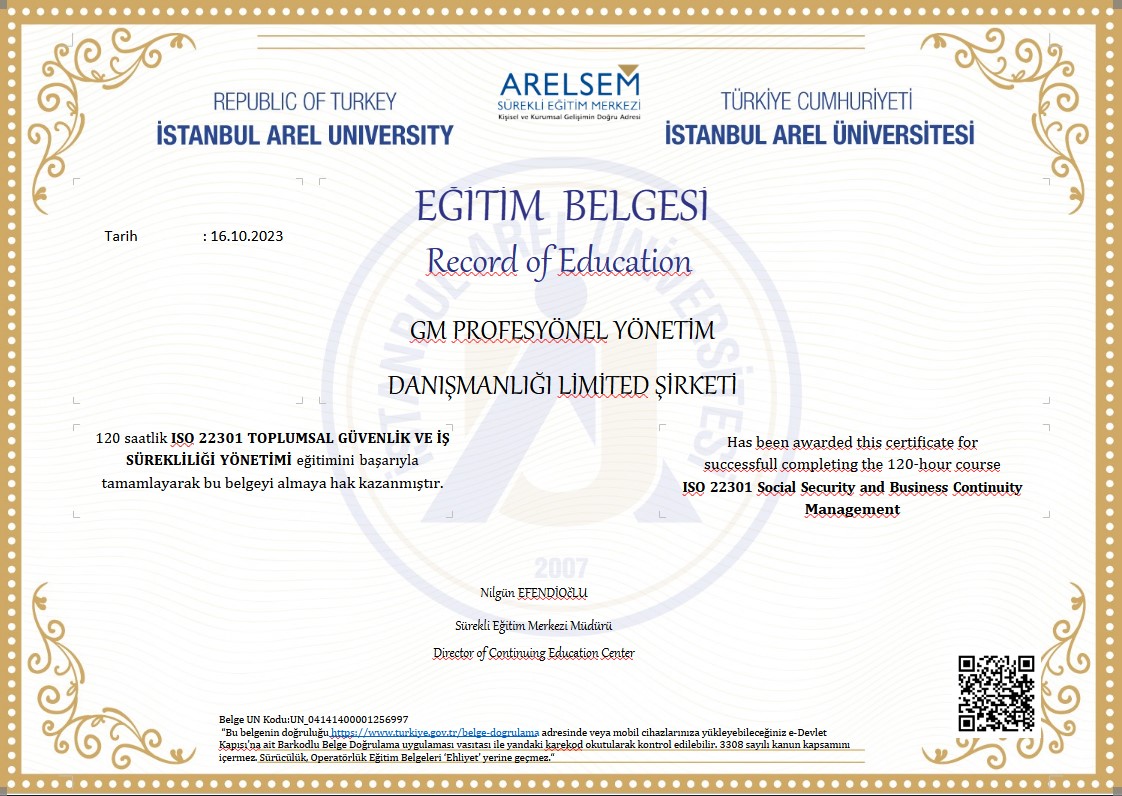 REPUBLIC OF TURKEY
İSTANBUL AREL UNIVERSITY
ARELSEM
SÜREKLİ EĞİTİM MERKEZİ
Kişisel ve Kurumsal Gelişimin Doğru Adresi
TÜRKİYE CUMHURİYETİ
İSTANBUL AREL ÜNİVERSİTESİ
EĞİTİM BELGESİ
Record of Education
Tarih : 16.10.2023
GM PROFESYÖNEL YÖNETİM
DANIŞMANLIĞI LİMİTED ŞİRKETİ
120 saatlik ISO 22301 TOPLUMSAL GÜVENLİK VE İŞ
SÜREKLİLİĞİ YÖNETİMİ eğitimini başarıyla
tamamlayarak bu belgeyi almaya hak kazanmıştır.
Has been awarded this certificate for
successfull completing the 120-hour course
ISO 22301 Social Security and Business Continuity
Management
İSTANBUL AREL ÜNİVERSİTESİ
2007
Nilgün EFENDİOğLU
Sürekli Eğitim Merkezi Müdürü
Director of Continuing Education Center
Belge UN Kodu:UN_04141400001256997
"Bu belgenin doğruluğu https://www.turkiye.gov.tr/belge-dogrulama adresinde veya mobil cihazlarınıza yükleyebileceğiniz e-Devlet
Kapısı'na ait Barkodlu Belge Doğrulama uygulaması vasıtası ile yandaki karekod okutularak kontrol edilebilir. 3308 sayılı kanun kapsamını
içermez. Sürücülük, Operatörlük Eğitim Belgeleri 'Ehliyet' yerine geçmez."